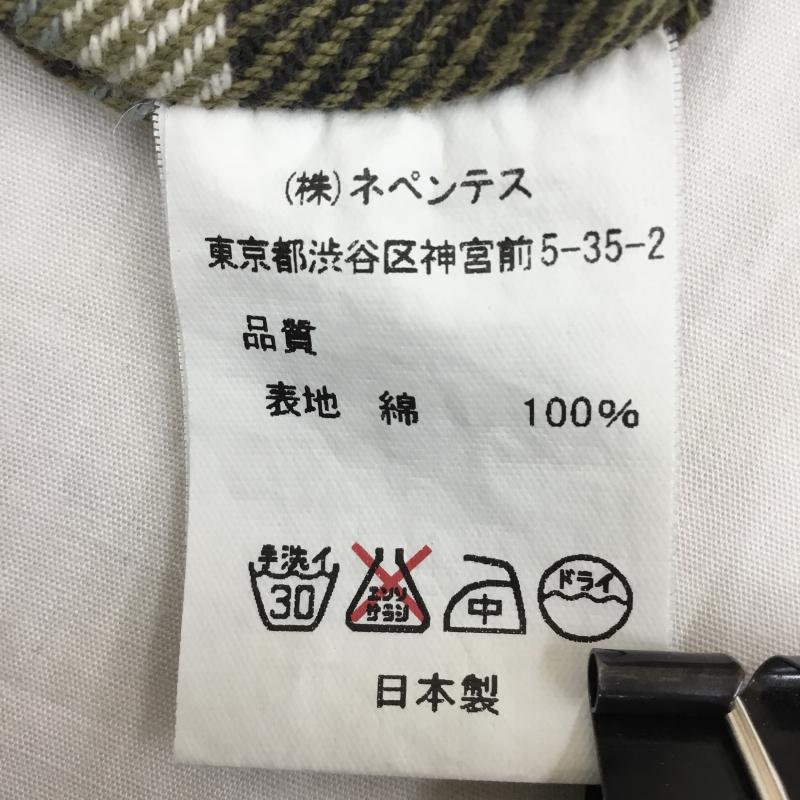 (株)ネペンテス
東京都渋谷区神宮前5-35-2
品質
表地 綿 100%
手洗イ
30
エンソ
サラシ
中
ドライ
日本製